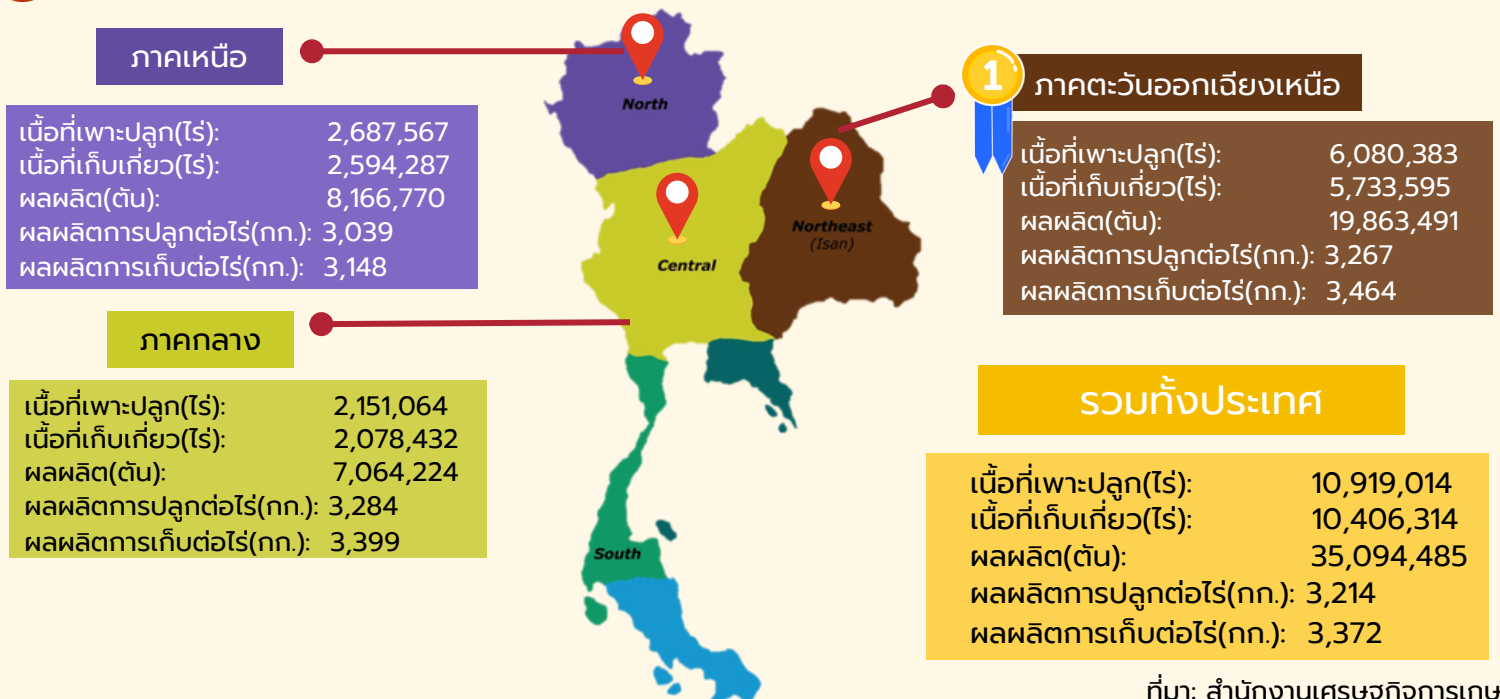 ภาคเหนือ
เนื้อที่เพาะปลูก(ไร่): 2,687,567
เนื้อที่เก็บเกี่ยว(ไร่): 2,594,287
ผลผลิต(ตัน): 8,166,770
ผลผลิตการปลูกต่อไร่(กก.): 3,039
ผลผลิตการเก็บต่อไร่(กก.): 3,148
ภาคกลาง
เนื้อที่เพาะปลูก(ไร่): 2,151,064
เนื้อที่เก็บเกี่ยว(ไร่): 2,078,432
ผลผลิต(ตัน): 7,064,224
ผลผลิตการปลูกต่อไร่(กก.): 3,284
ผลผลิตการเก็บต่อไร่(กก.): 3,399
North
Central
Northeast
(Isan)
South
1
ภาคตะวันออกเฉียงเหนือ
เนื้อที่เพาะปลูก(ไร่): 6,080,383
เนื้อที่เก็บเกี่ยว(ไร่): 5,733,595
ผลผลิต(ตัน): 19,863,491
ผลผลิตการปลูกต่อไร่(กก.): 3,267
ผลผลิตการเก็บต่อไร่(กก.): 3,464
รวมทั้งประเทศ
เนื้อที่เพาะปลูก(ไร่): 10,919,014
เนื้อที่เก็บเกี่ยว(ไร่): 10,406,314
ผลผลิต(ตัน): 35,094,485
ผลผลิตการปลูกต่อไร่(กก.): 3,214
ผลผลิตการเก็บต่อไร่(กก.): 3,372
ที่มา: สำนักงานเศรษฐกิจการเกษ